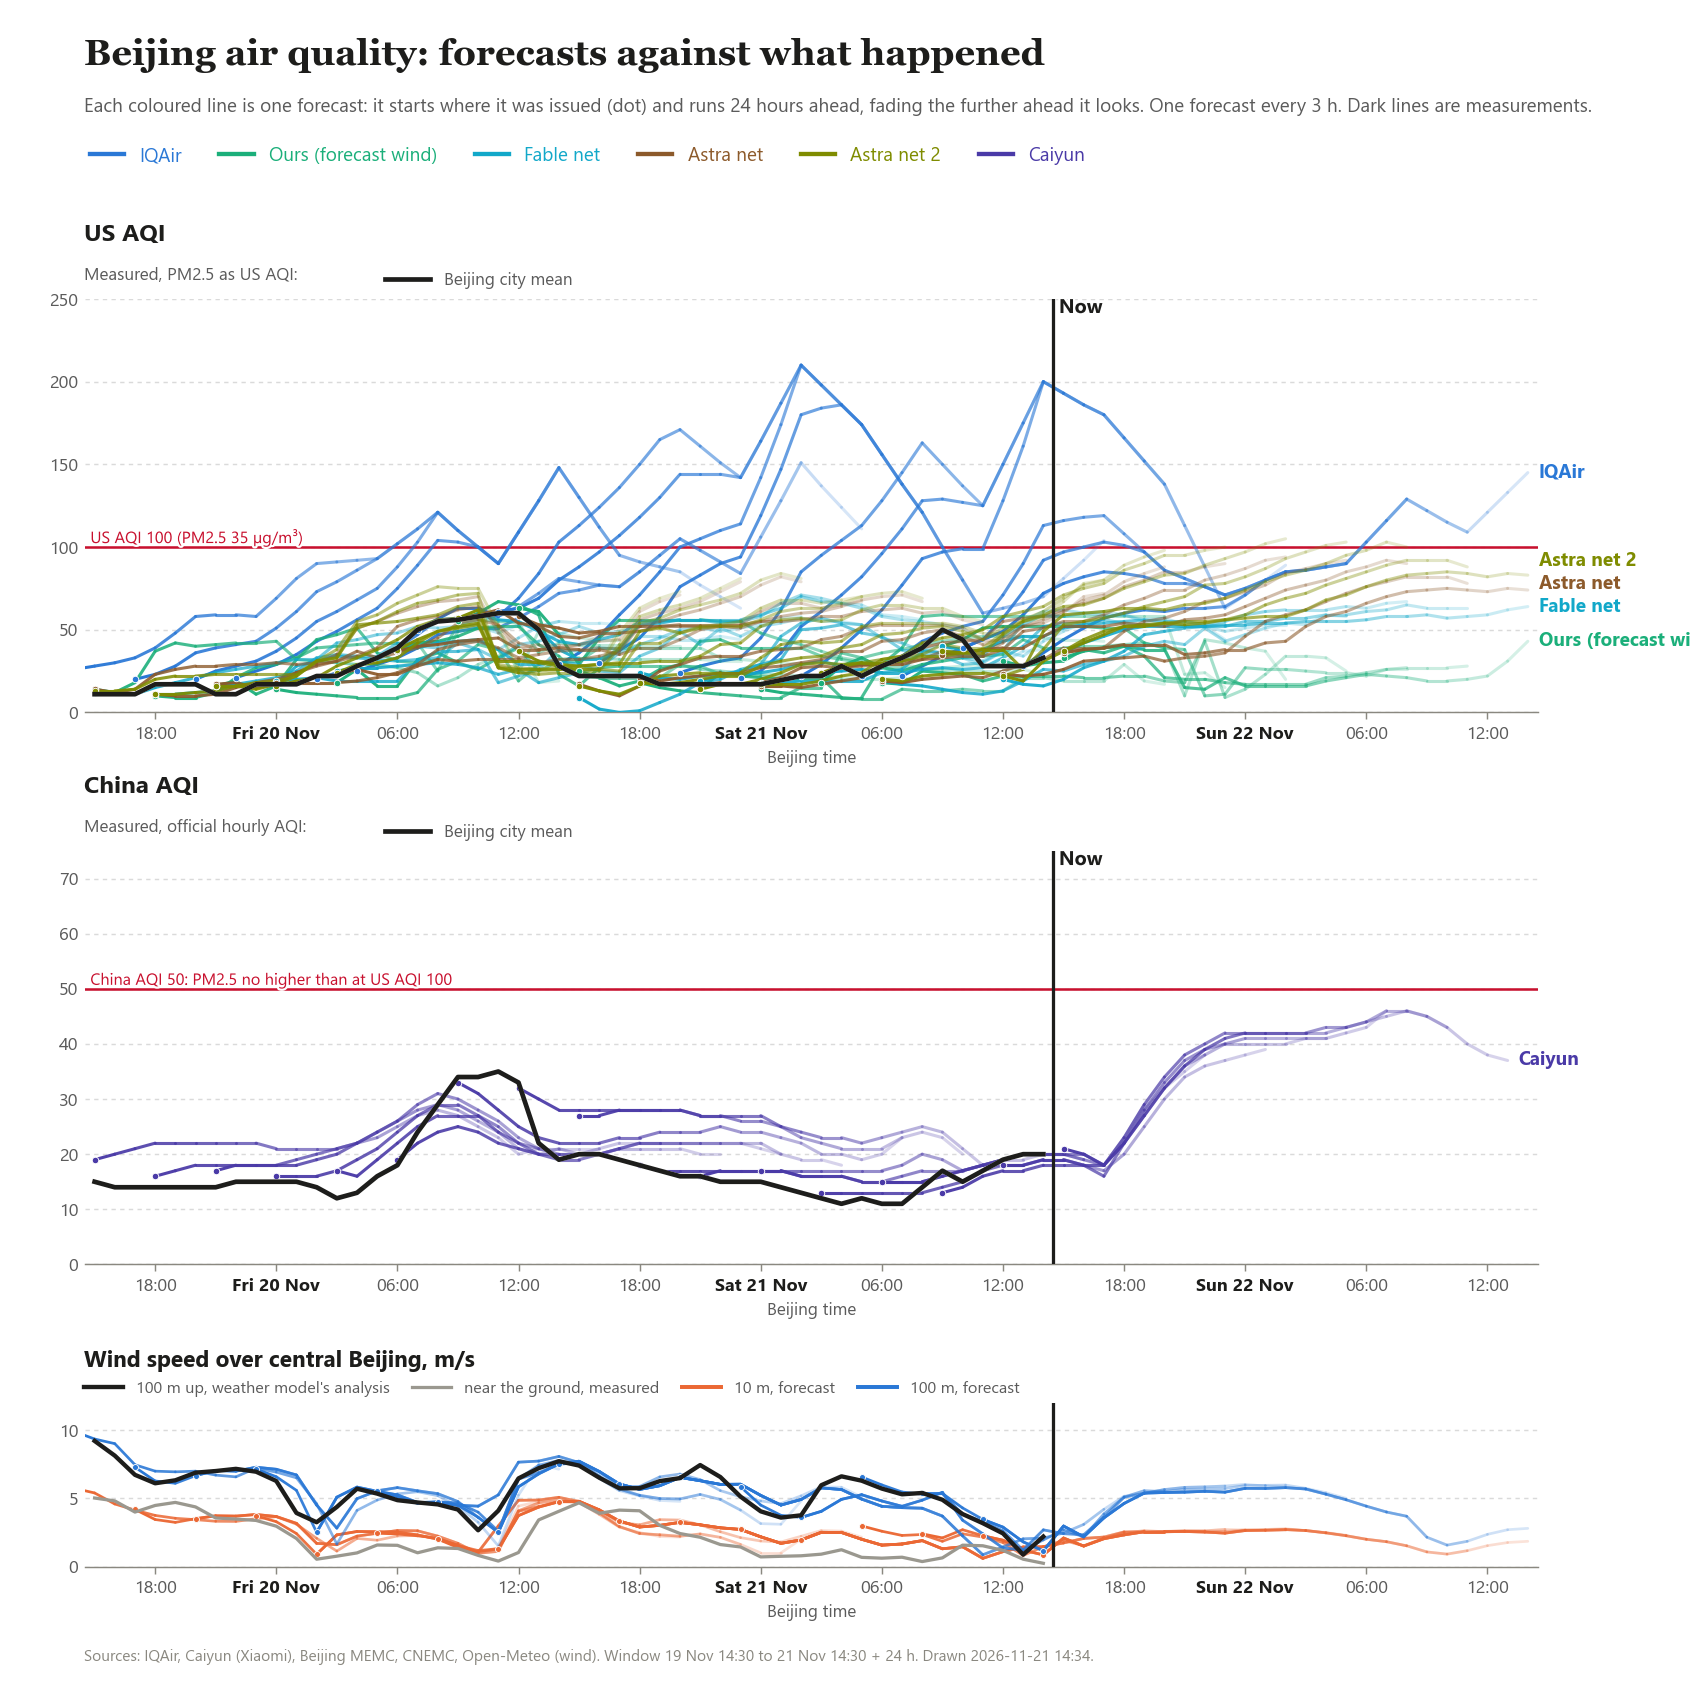 Beijing air quality: forecasts against what happened
Each coloured line is one forecast: it starts where it was issued (dot) and runs 24 hours ahead, fading the further ahead it looks. One forecast every 3 h. Dark lines are measurements.
IQAir Ours (forecast wind) Fable net Astra net Astra net 2 Caiyun
US AQI
Measured, PM2.5 as US AQI: Beijing city mean
250
Now
200
150
IQAir
US AQI 100 (PM2.5 35 µg/m³)
100
Astra net 2
Astra net
Fable net
50
Ours (forecast wi
0
18:00 Fri 20 Nov 06:00 12:00 18:00 Sat 21 Nov 06:00 12:00 18:00 Sun 22 Nov 06:00 12:00
Beijing time
China AQI
Measured, official hourly AQI: Beijing city mean
Now
70
60
China AQI 50: PM2.5 no higher than at US AQI 100
50
40
Caiyun
30
20
10
0
18:00 Fri 20 Nov 06:00 12:00 18:00 Sat 21 Nov 06:00 12:00 18:00 Sun 22 Nov 06:00 12:00
Beijing time
Wind speed over central Beijing, m/s
100 m up, weather model's analysis near the ground, measured 10 m, forecast 100 m, forecast
10
5
0
18:00 Fri 20 Nov 06:00 12:00 18:00 Sat 21 Nov 06:00 12:00 18:00 Sun 22 Nov 06:00 12:00
Beijing time
Sources: IQAir, Caiyun (Xiaomi), Beijing MEMC, CNEMC, Open-Meteo (wind). Window 19 Nov 14:30 to 21 Nov 14:30 + 24 h. Drawn 2026-11-21 14:34.